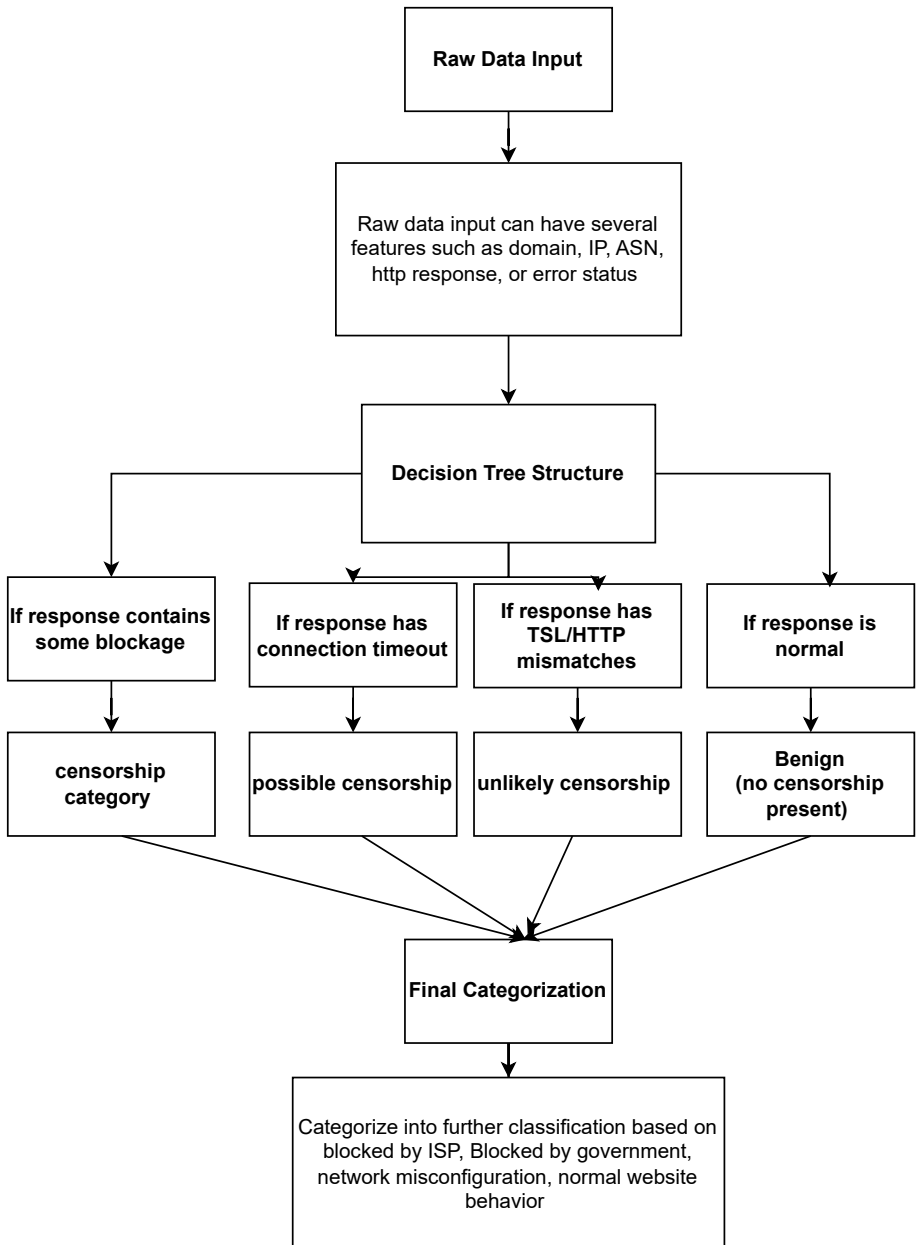 Raw Data Input
Raw data input can have several
features such as domain, IP, ASN,
http response, or error status
Decision Tree Structure
If response contains
some blockage
If response has
connection timeout
If response has
TSL/HTTP
mismatches
If response is
normal
censorship
category
possible censorship
unlikely censorship
Benign
(no censorship
present)
Final Categorization
Categorize into further classification based on
blocked by ISP, Blocked by government,
network misconfiguration, normal website
behavior